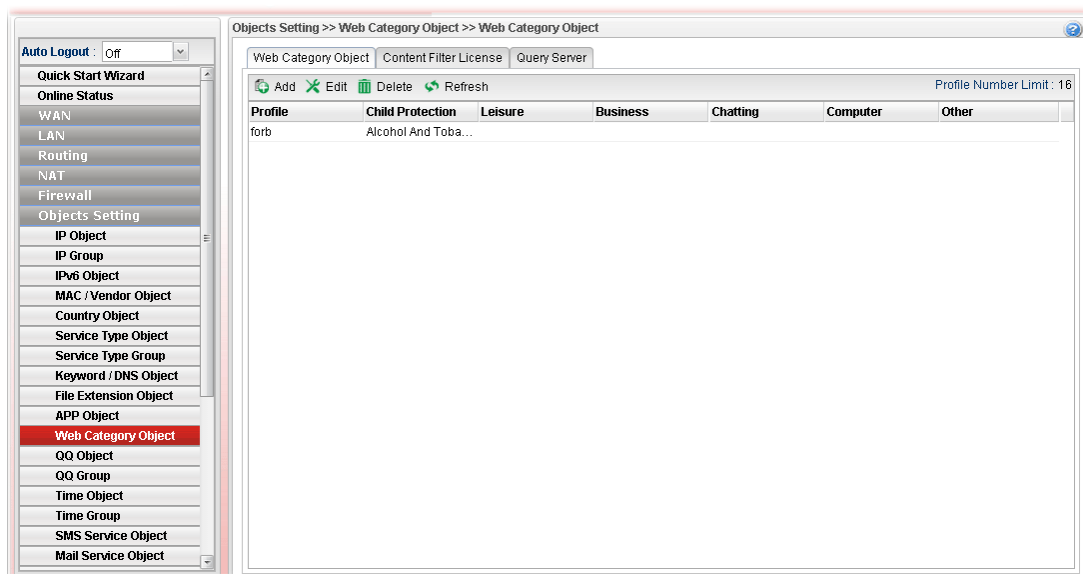 Objects Setting >> Web Category Object >> Web Category Object
Auto Logout : Off
Quick Start Wizard
Online Status
WAN
LAN
Routing
NAT
Firewall
Objects Setting
IP Object
IP Group
IPv6 Object
MAC / Vendor Object
Country Object
Service Type Object
Service Type Group
Keyword / DNS Object
File Extension Object
APP Object
Web Category Object
QQ Object
QQ Group
Time Object
Time Group
SMS Service Object
Mail Service Object
Web Category Object Content Filter License Query Server
Add Edit Delete Refresh Profile Number Limit : 16
Profile Child Protection Leisure Business Chatting Computer Other
forb Alcohol And Toba...